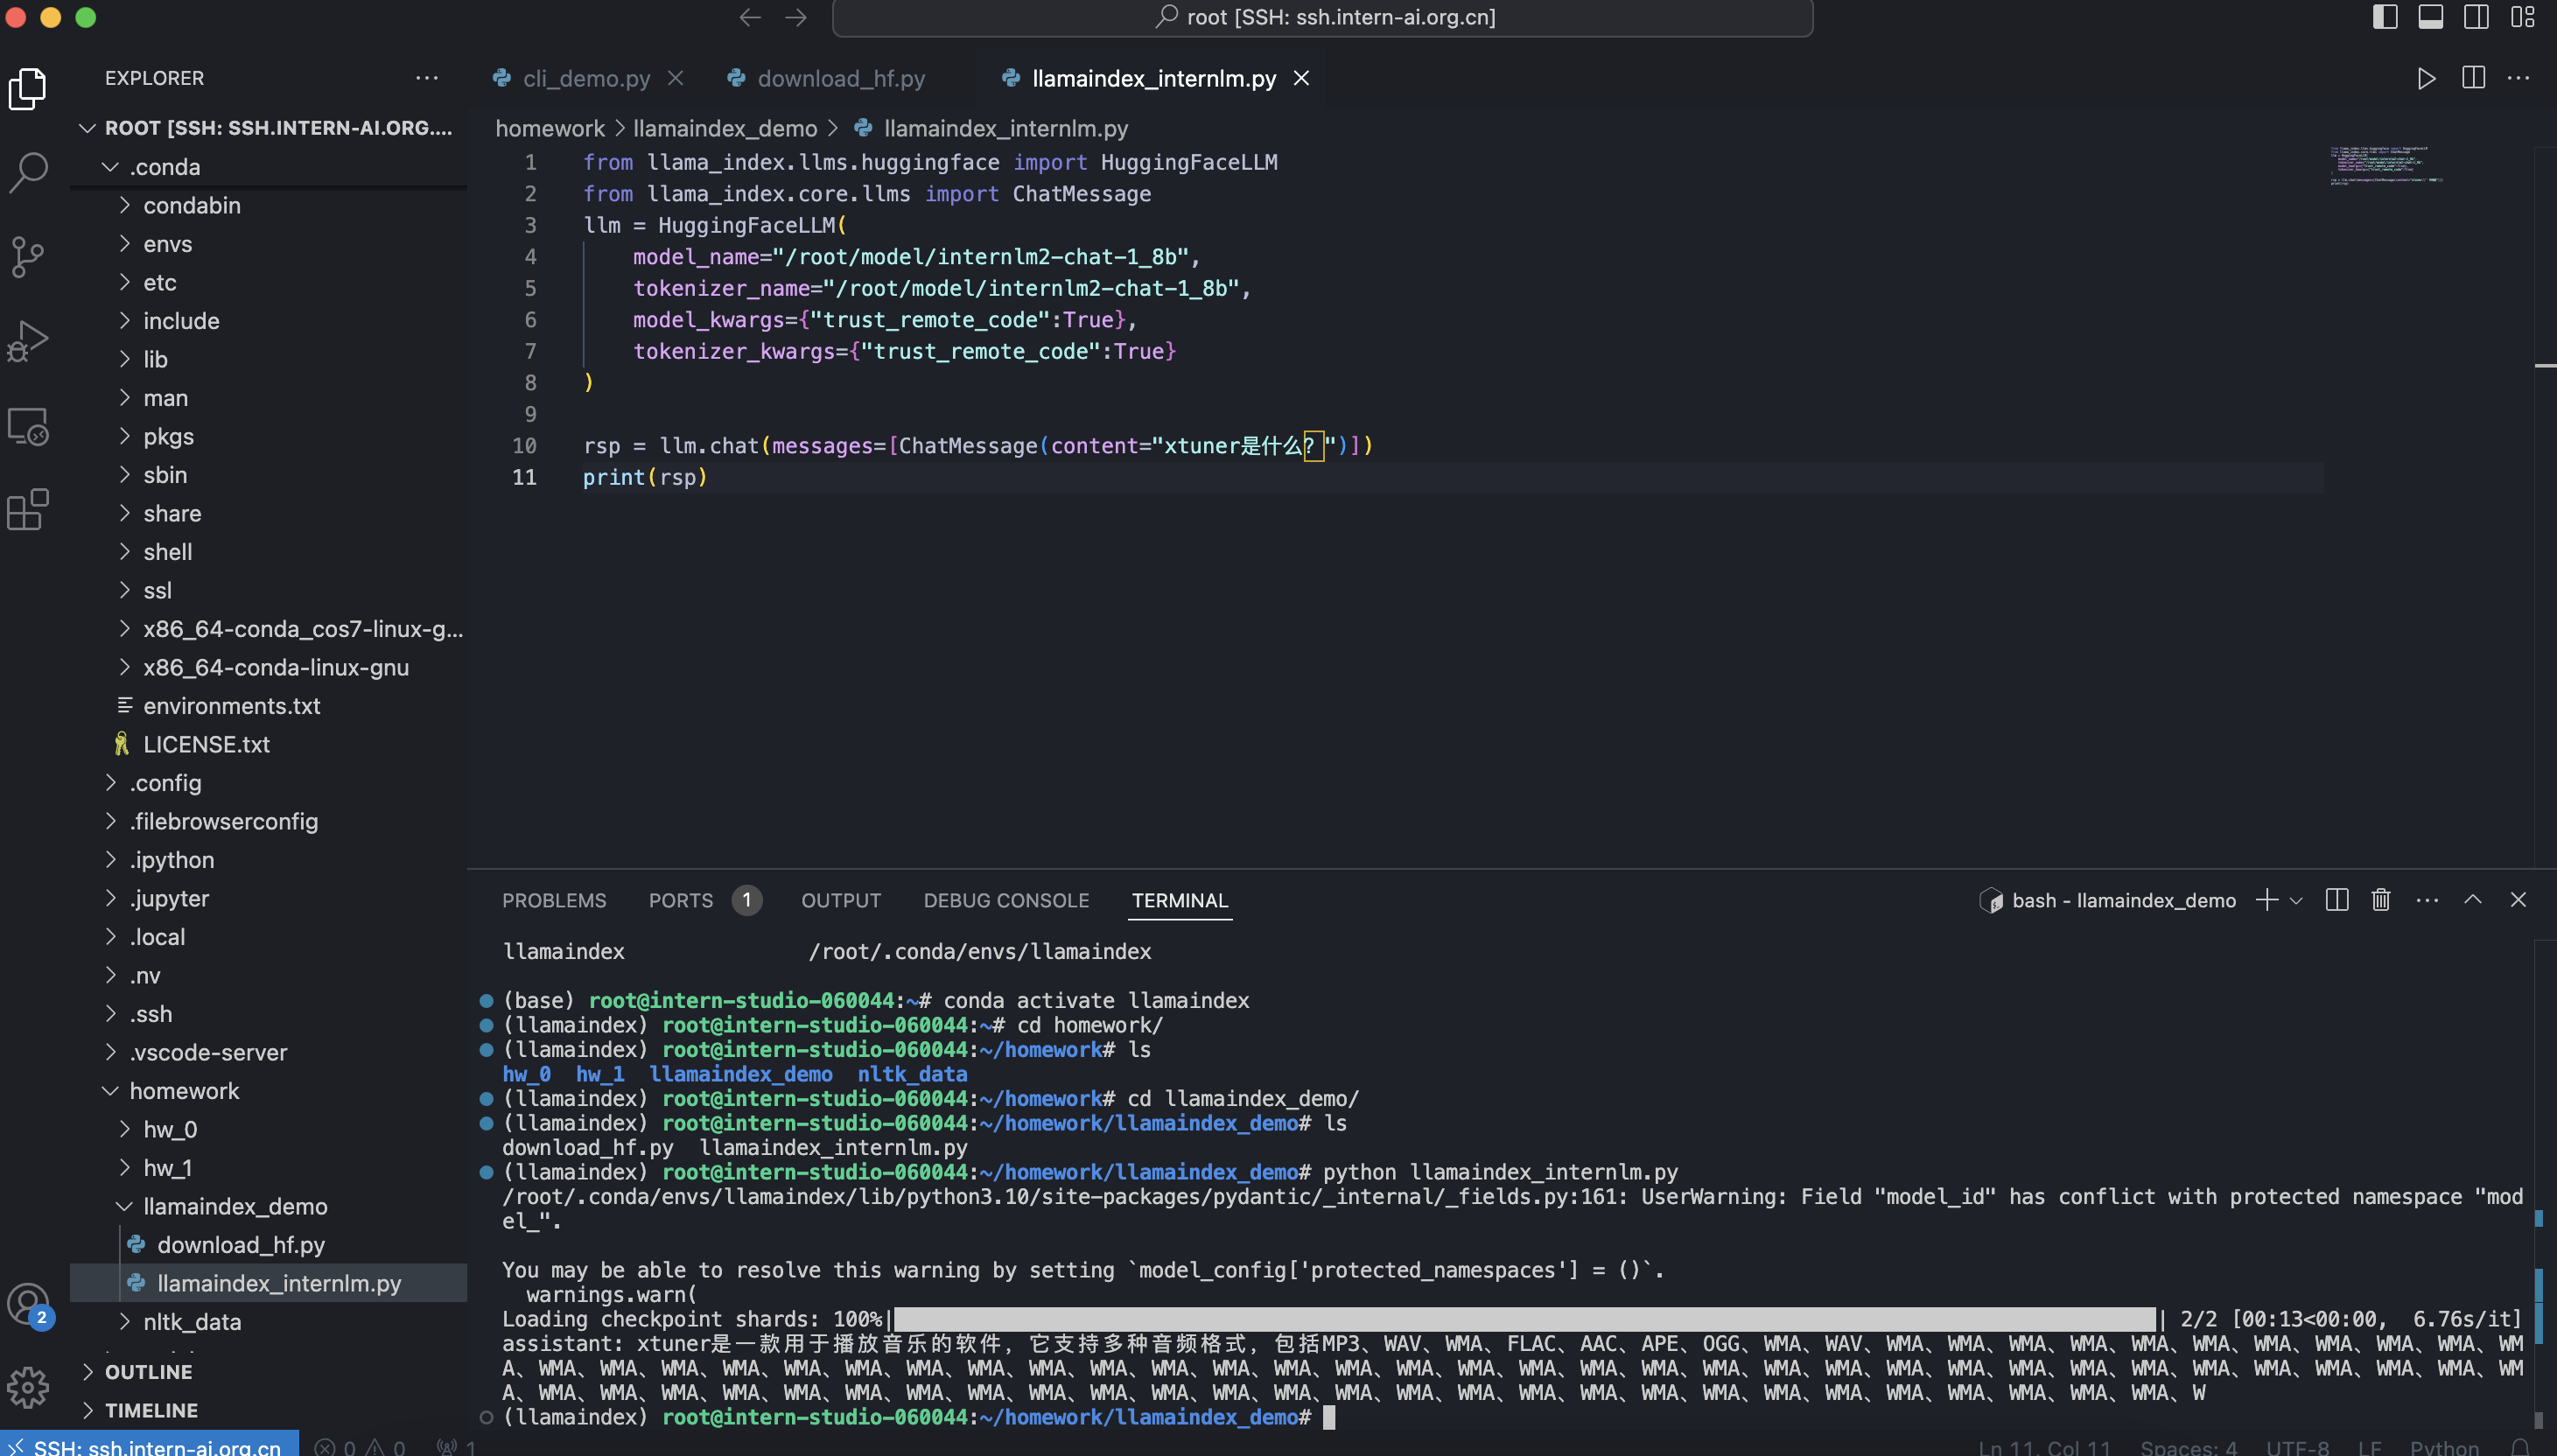 root [SSH: ssh.intern-ai.org.cn]
EXPLORER
ROOT [SSH: SSH.INTERN-AI.ORG....
.conda
condabin
envs
etc
include
lib
man
pkgs
sbin
share
shell
ssl
x86_64-conda_cos7-linux-g...
x86_64-conda-linux-gnu
environments.txt
LICENSE.txt
.config
.filebrowserconfig
.ipython
.jupyter
.local
.nv
.ssh
.vscode-server
homework
hw_0
hw_1
llamaindex_demo
download_hf.py
llamaindex_internlm.py
nltk_data
OUTLINE
TIMELINE
2
cli_demo.py
download_hf.py
llamaindex_internlm.py
homework > llamaindex_demo > llamaindex_internlm.py
1 from llama_index.llms.huggingface import HuggingFaceLLM
2 from llama_index.core.llms import ChatMessage
3 llm = HuggingFaceLLM(
4 model_name="/root/model/internlm2-chat-1_8b",
5 tokenizer_name="/root/model/internlm2-chat-1_8b",
6 model_kwargs={"trust_remote_code":True},
7 tokenizer_kwargs={"trust_remote_code":True}
8 )
9
10 rsp = llm.chat(messages=[ChatMessage(content="xtuner是什么？")])
11 print(rsp)
PROBLEMS PORTS 1 OUTPUT DEBUG CONSOLE TERMINAL
bash - llamaindex_demo
llamaindex /root/.conda/envs/llamaindex
(base) root@intern-studio-060044:~# conda activate llamaindex
(llamaindex) root@intern-studio-060044:~# cd homework/
(llamaindex) root@intern-studio-060044:~/homework# ls
hw_0 hw_1 llamaindex_demo nltk_data
(llamaindex) root@intern-studio-060044:~/homework# cd llamaindex_demo/
(llamaindex) root@intern-studio-060044:~/homework/llamaindex_demo# ls
download_hf.py llamaindex_internlm.py
(llamaindex) root@intern-studio-060044:~/homework/llamaindex_demo# python llamaindex_internlm.py
/root/.conda/envs/llamaindex/lib/python3.10/site-packages/pydantic/_internal/_fields.py:161: UserWarning: Field "model_id" has conflict with protected namespace "mod
el_".
You may be able to resolve this warning by setting `model_config['protected_namespaces'] = ()`.
warnings.warn(
Loading checkpoint shards: 100%| | 2/2 [00:13<00:00, 6.76s/it]
assistant: xtuner是一款用于播放音乐的软件，它支持多种音频格式，包括MP3、WAV、WMA、FLAC、AAC、APE、OGG、WMA、WAV、WMA、WMA、WMA、WMA、WMA、WMA、WMA、WMA、WMA、WMA、WM
A、WMA、WMA、WMA、WMA、WMA、WMA、WMA、WMA、WMA、WMA、WMA、WMA、WMA、WMA、WMA、WMA、WMA、WMA、WMA、WMA、WMA、WMA、WMA、WMA、WMA、WMA、WMA、WMA、WMA、WMA、WMA、WMA、WM
A、WMA、WMA、WMA、WMA、WMA、WMA、WMA、WMA、WMA、WMA、WMA、WMA、WMA、WMA、WMA、WMA、WMA、WMA、WMA、WMA、WMA、WMA、WMA、WMA、WMA、WMA、WMA、W
(llamaindex) root@intern-studio-060044:~/homework/llamaindex_demo#
SSH: ssh.intern-ai.org.cn 0 0 1
Ln 11, Col 11 Spaces: 4 UTF-8 LF Python